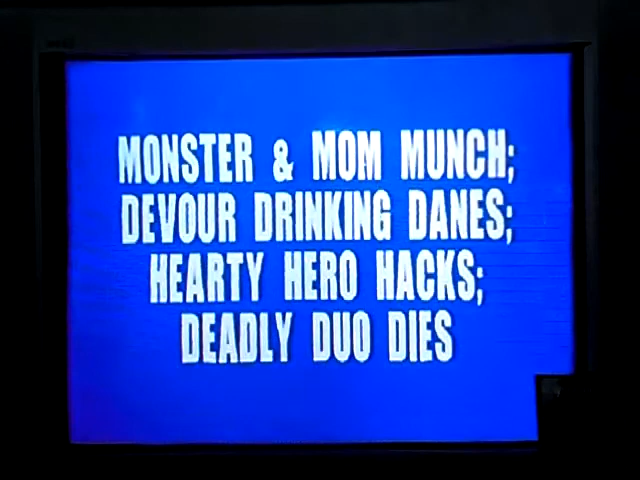 MONSTER & MOM MUNCH;
DEVOUR DRINKING DANES;
HEARTY HERO HACKS;
DEADLY DUO DIES